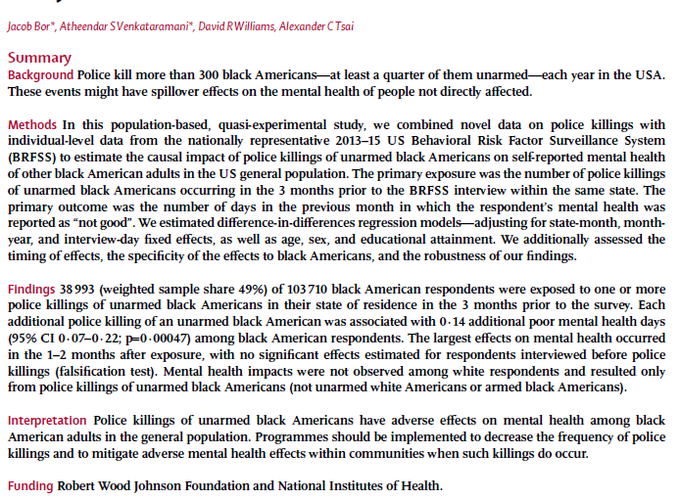 Jacob Bor*, Atheendar S Venkataramani*, David R Williams, Alexander C Tsai
Summary
Background Police kill more than 300 black Americans—at least a quarter of them unarmed—each year in the USA.
These events might have spillover effects on the mental health of people not directly affected.
Methods In this population-based, quasi-experimental study, we combined novel data on police killings with
individual-level data from the nationally representative 2013–15 US Behavioral Risk Factor Surveillance System
(BRFSS) to estimate the causal impact of police killings of unarmed black Americans on self-reported mental health
of other black American adults in the US general population. The primary exposure was the number of police killings
of unarmed black Americans occurring in the 3 months prior to the BRFSS interview within the same state. The
primary outcome was the number of days in the previous month in which the respondent's mental health was
reported as “not good”. We estimated difference-in-differences regression models—adjusting for state-month, month-
year, and interview-day fixed effects, as well as age, sex, and educational attainment. We additionally assessed the
timing of effects, the specificity of the effects to black Americans, and the robustness of our findings.
Findings 38 993 (weighted sample share 49%) of 103 710 black American respondents were exposed to one or more
police killings of unarmed black Americans in their state of residence in the 3 months prior to the survey. Each
additional police killing of an unarmed black American was associated with 0·14 additional poor mental health days
(95% CI 0·07–0·22; p=0·00047) among black American respondents. The largest effects on mental health occurred
in the 1–2 months after exposure, with no significant effects estimated for respondents interviewed before police
killings (falsification test). Mental health impacts were not observed among white respondents and resulted only
from police killings of unarmed black Americans (not unarmed white Americans or armed black Americans).
Interpretation Police killings of unarmed black Americans have adverse effects on mental health among black
American adults in the general population. Programmes should be implemented to decrease the frequency of police
killings and to mitigate adverse mental health effects within communities when such killings do occur.
Funding Robert Wood Johnson Foundation and National Institutes of Health.